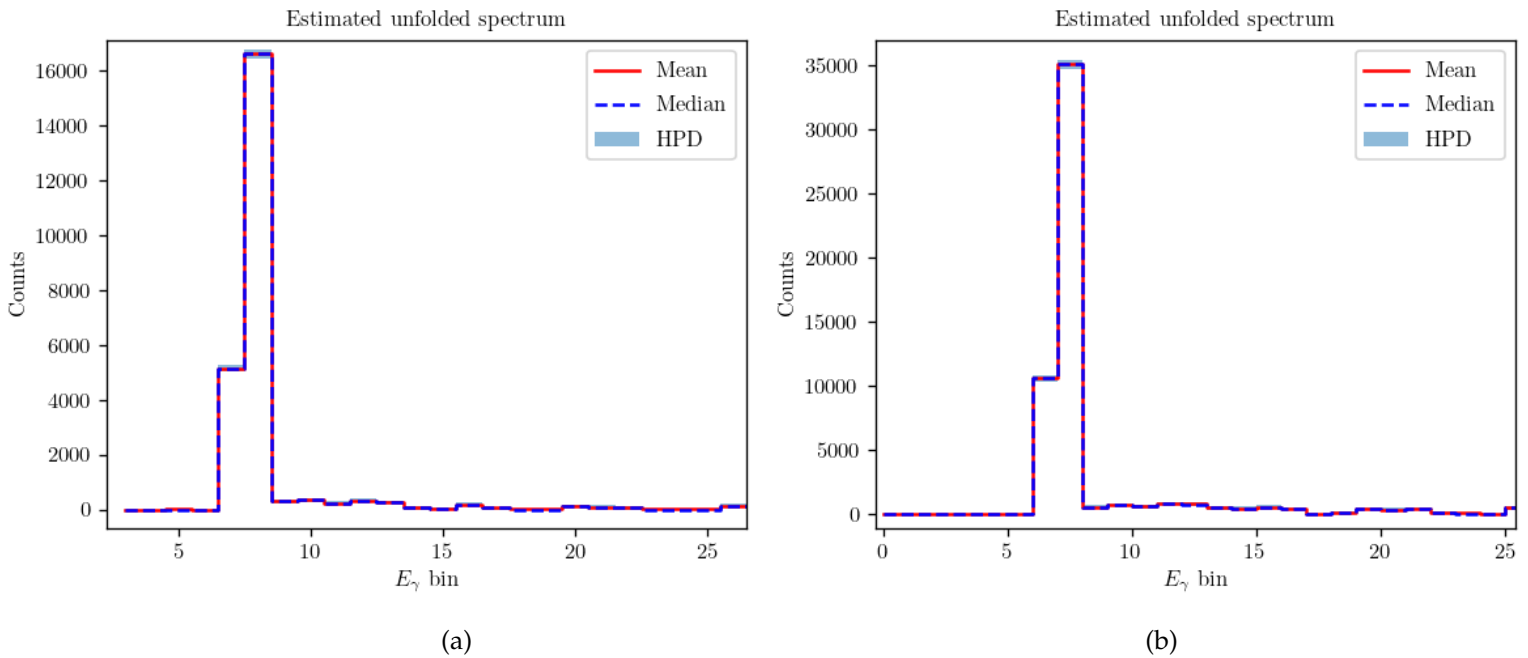 Estimated unfolded spectrum
16000
14000
12000
10000
8000
6000
4000
2000
0
Counts
Mean
Median
HPD
5
10
15
20
25
Eγ bin
(a)
Estimated unfolded spectrum
35000
30000
25000
20000
15000
10000
5000
0
Counts
Mean
Median
HPD
0
5
10
15
20
25
Eγ bin
(b)